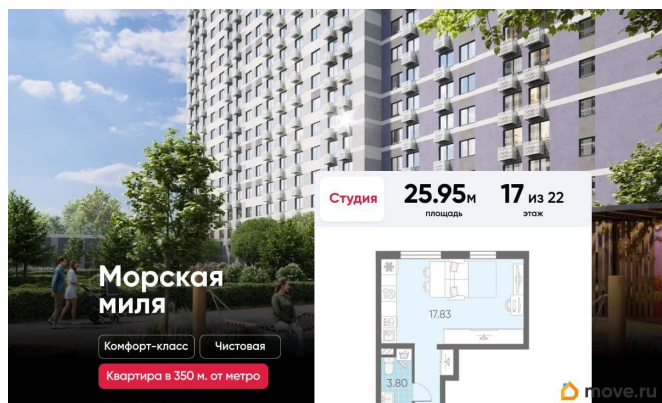 Студия
25.95м
площадь
17 из 22
этаж
Морская
миля
17.83
Комфорт-класс
Чистовая
Квартира в 350 м. от метро
3.80
move.ru